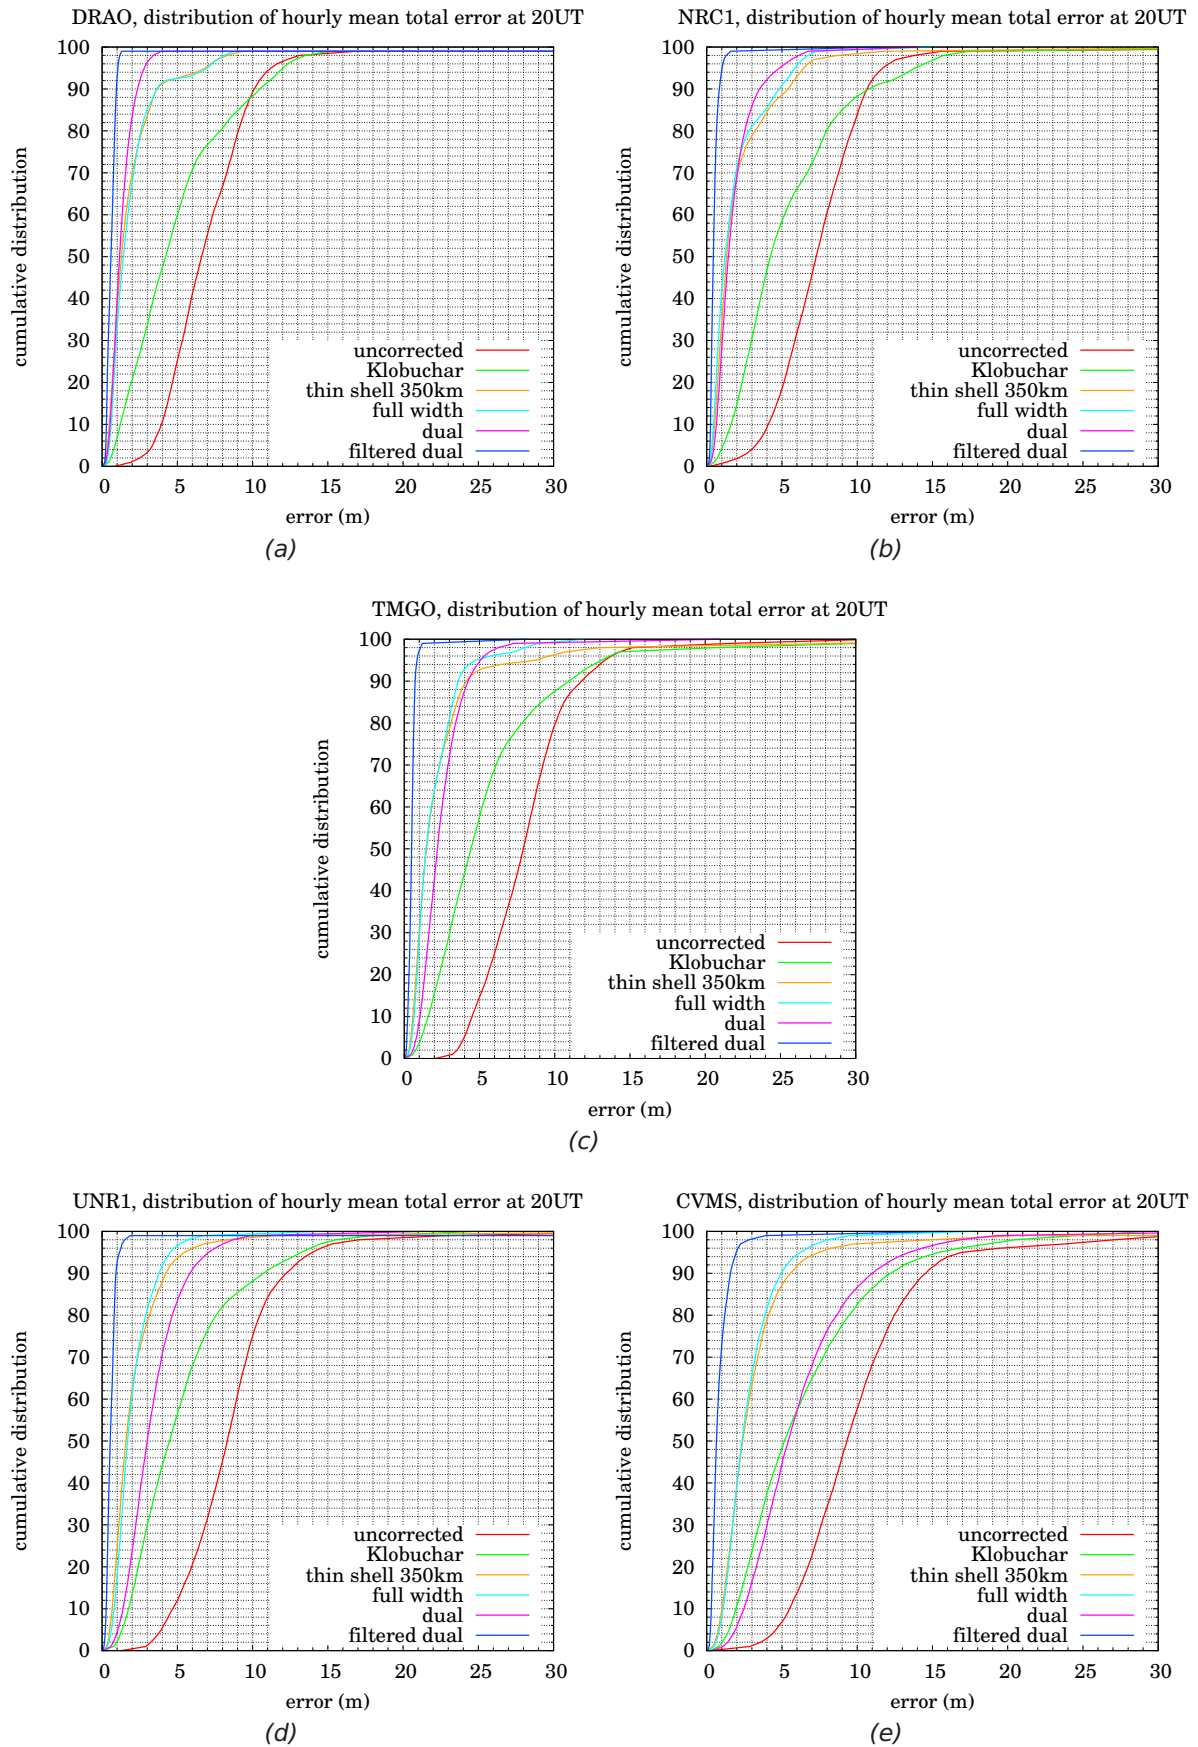 DRAO, distribution of hourly mean total error at 20UT
100
90
80
70
60
50
40
30
20
10
0
cumulative distribution
uncorrected
Klobuchar
thin shell 350km
full width
dual
filtered dual
0 5 10 15 20 25 30
error (m)
(a)
NRC1, distribution of hourly mean total error at 20UT
100
90
80
70
60
50
40
30
20
10
0
cumulative distribution
uncorrected
Klobuchar
thin shell 350km
full width
dual
filtered dual
0 5 10 15 20 25 30
error (m)
(b)
TMGO, distribution of hourly mean total error at 20UT
100
90
80
70
60
50
40
30
20
10
0
cumulative distribution
uncorrected
Klobuchar
thin shell 350km
full width
dual
filtered dual
0 5 10 15 20 25 30
error (m)
(c)
UNR1, distribution of hourly mean total error at 20UT
100
90
80
70
60
50
40
30
20
10
0
cumulative distribution
uncorrected
Klobuchar
thin shell 350km
full width
dual
filtered dual
0 5 10 15 20 25 30
error (m)
(d)
CVMS, distribution of hourly mean total error at 20UT
100
90
80
70
60
50
40
30
20
10
0
cumulative distribution
uncorrected
Klobuchar
thin shell 350km
full width
dual
filtered dual
0 5 10 15 20 25 30
error (m)
(e)